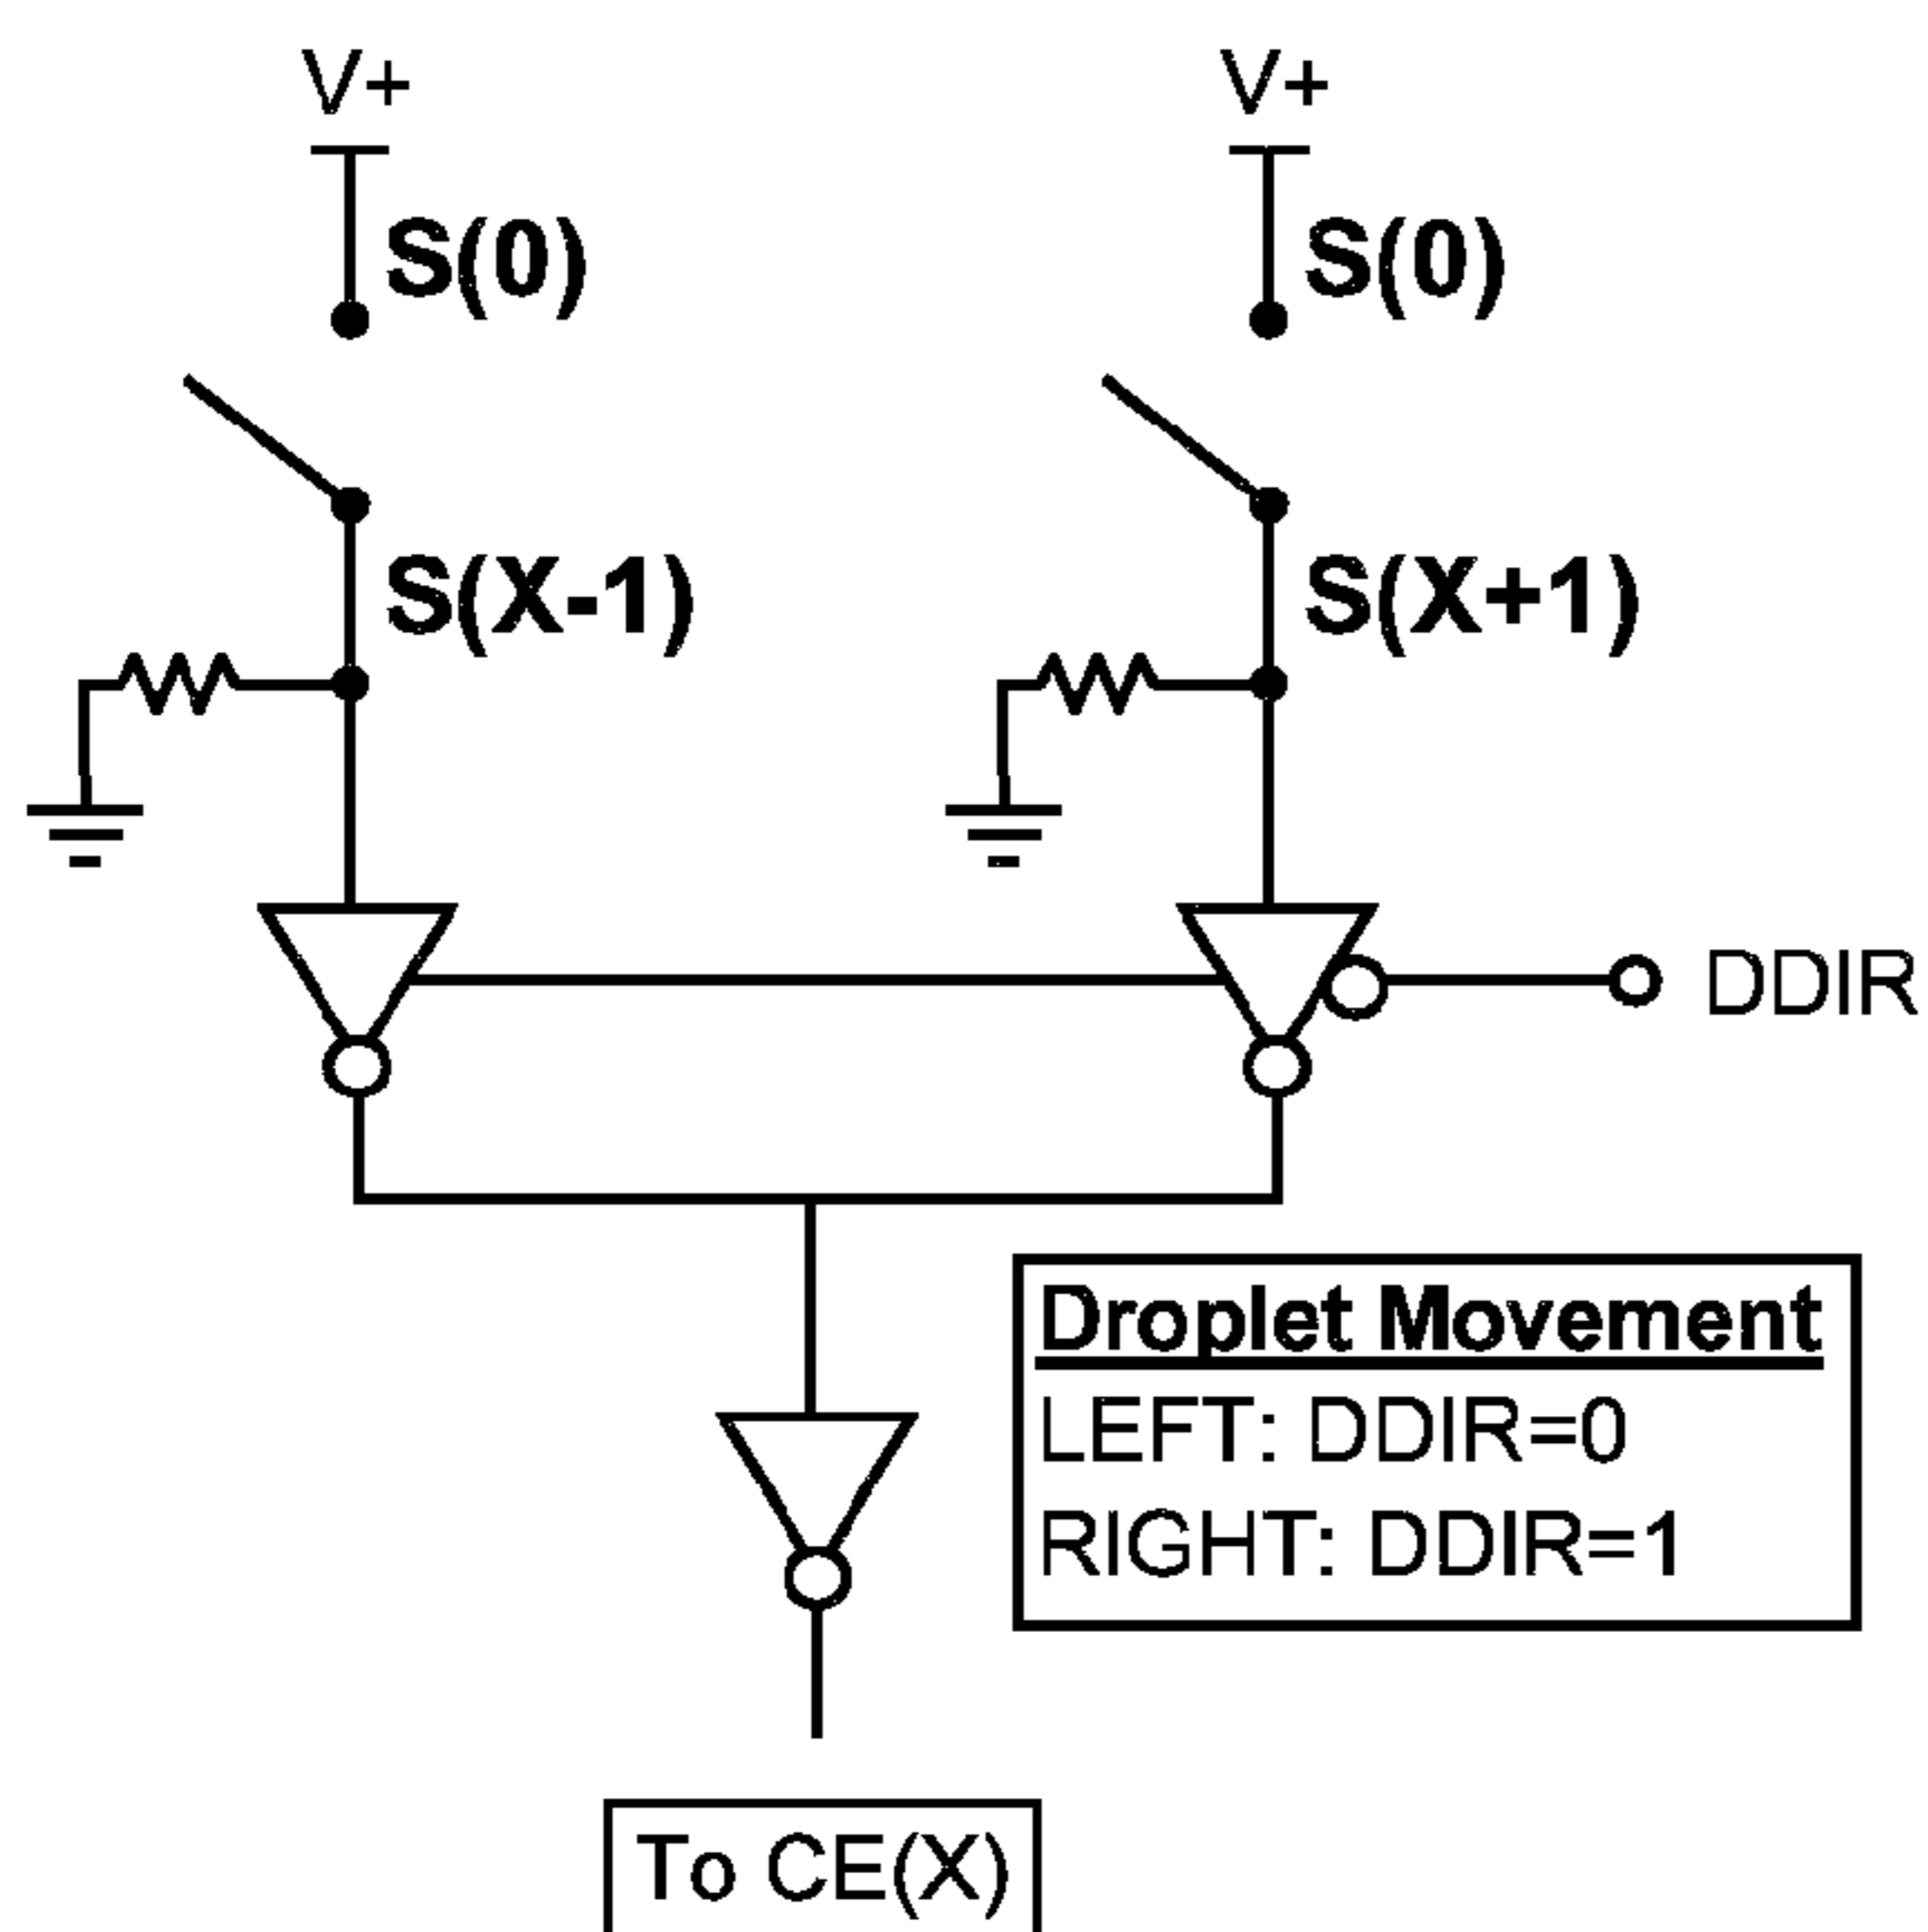 V+
V+
S(0)
S(0)
S(X-1)
S(X+1)
DDIR
Droplet Movement
LEFT: DDIR=0
RIGHT: DDIR=1
To CE(X)